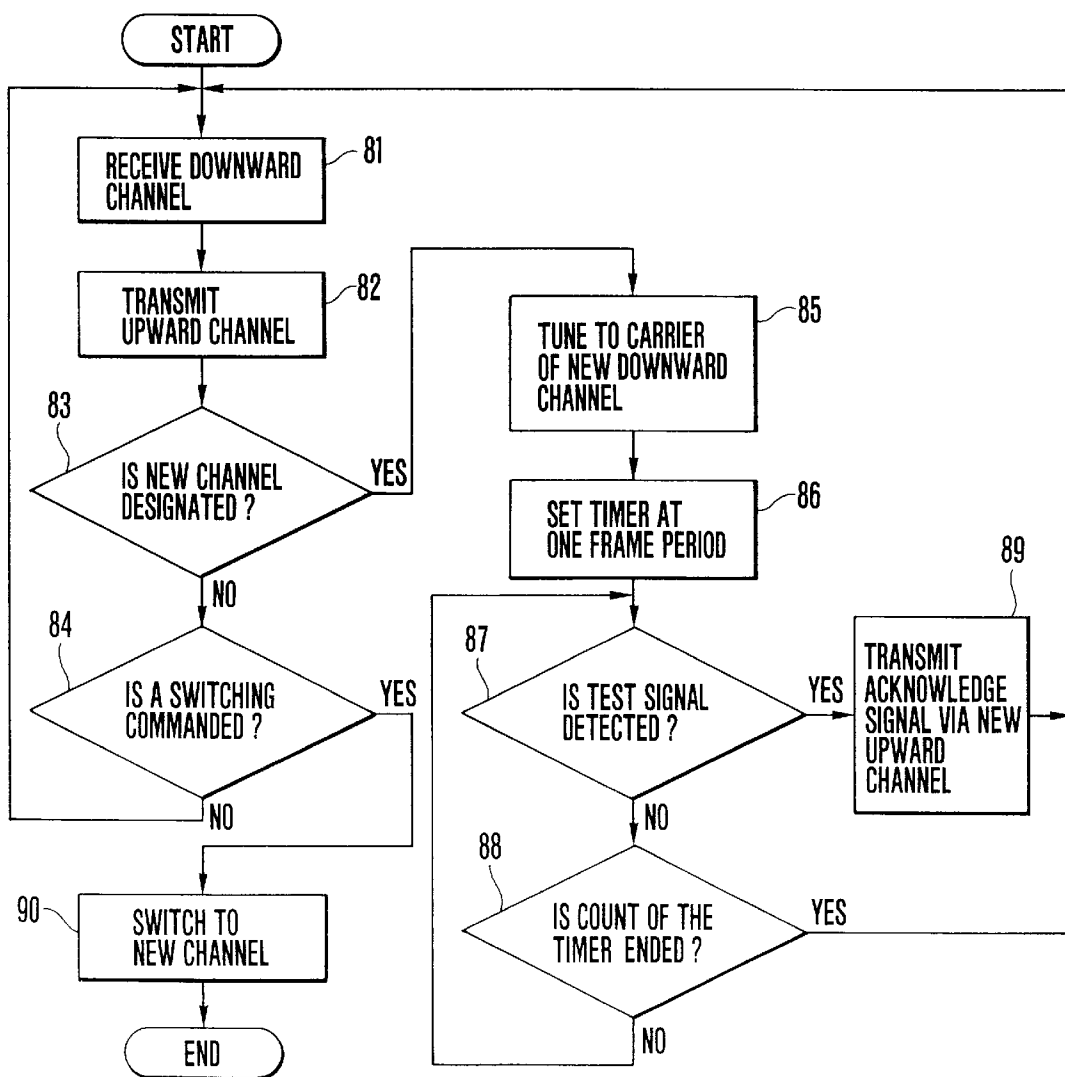 START
RECEIVE DOWNWARD
CHANNEL
81
TRANSMIT
UPWARD CHANNEL
82
83
IS NEW CHANNEL
DESIGNATED ?
YES
NO
84
IS A SWITCHING
COMMANDED ?
YES
NO
90
SWITCH TO
NEW CHANNEL
END
85
TUNE TO CARRIER
OF NEW DOWNWARD
CHANNEL
86
SET TIMER AT
ONE FRAME PERIOD
87
IS TEST SIGNAL
DETECTED ?
YES
NO
89
TRANSMIT
ACKNOWLEDGE
SIGNAL VIA NEW
UPWARD
CHANNEL
88
IS COUNT OF THE
TIMER ENDED ?
YES
NO